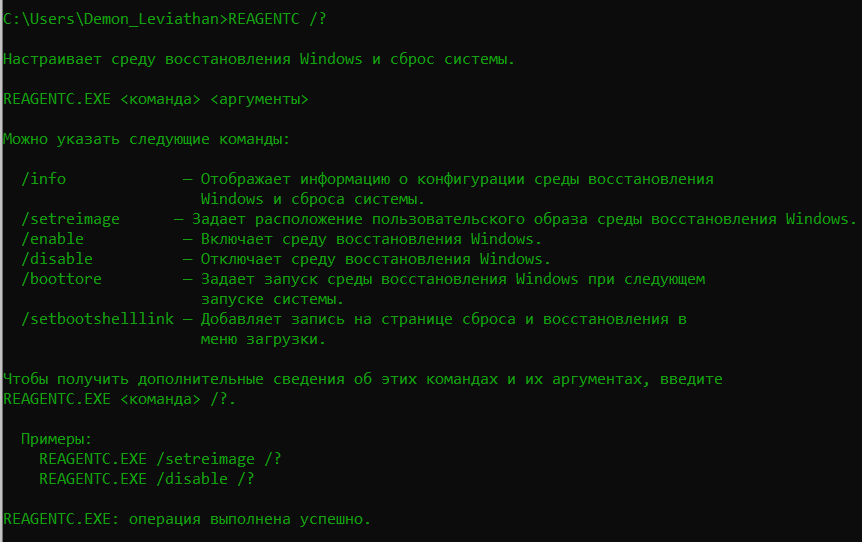 C:\Users\Demon_Leviathan>REAGENTC /?
Настраивает среду восстановления Windows и сброс системы.
REAGENTC.EXE <команда> <аргументы>
Можно указать следующие команды:
/info — Отображает информацию о конфигурации среды восстановления
Windows и сброса системы.
/setreimage — Задает расположение пользовательского образа среды восстановления Windows.
/enable — Включает среду восстановления Windows.
/disable — Отключает среду восстановления Windows.
/boottore — Задает запуск среды восстановления Windows при следующем
запуске системы.
/setbootshelllink — Добавляет запись на странице сброса и восстановления в
меню загрузки.
Чтобы получить дополнительные сведения об этих командах и их аргументах, введите
REAGENTC.EXE <команда> /?.
Примеры:
REAGENTC.EXE /setreimage /?
REAGENTC.EXE /disable /?
REAGENTC.EXE: операция выполнена успешно.